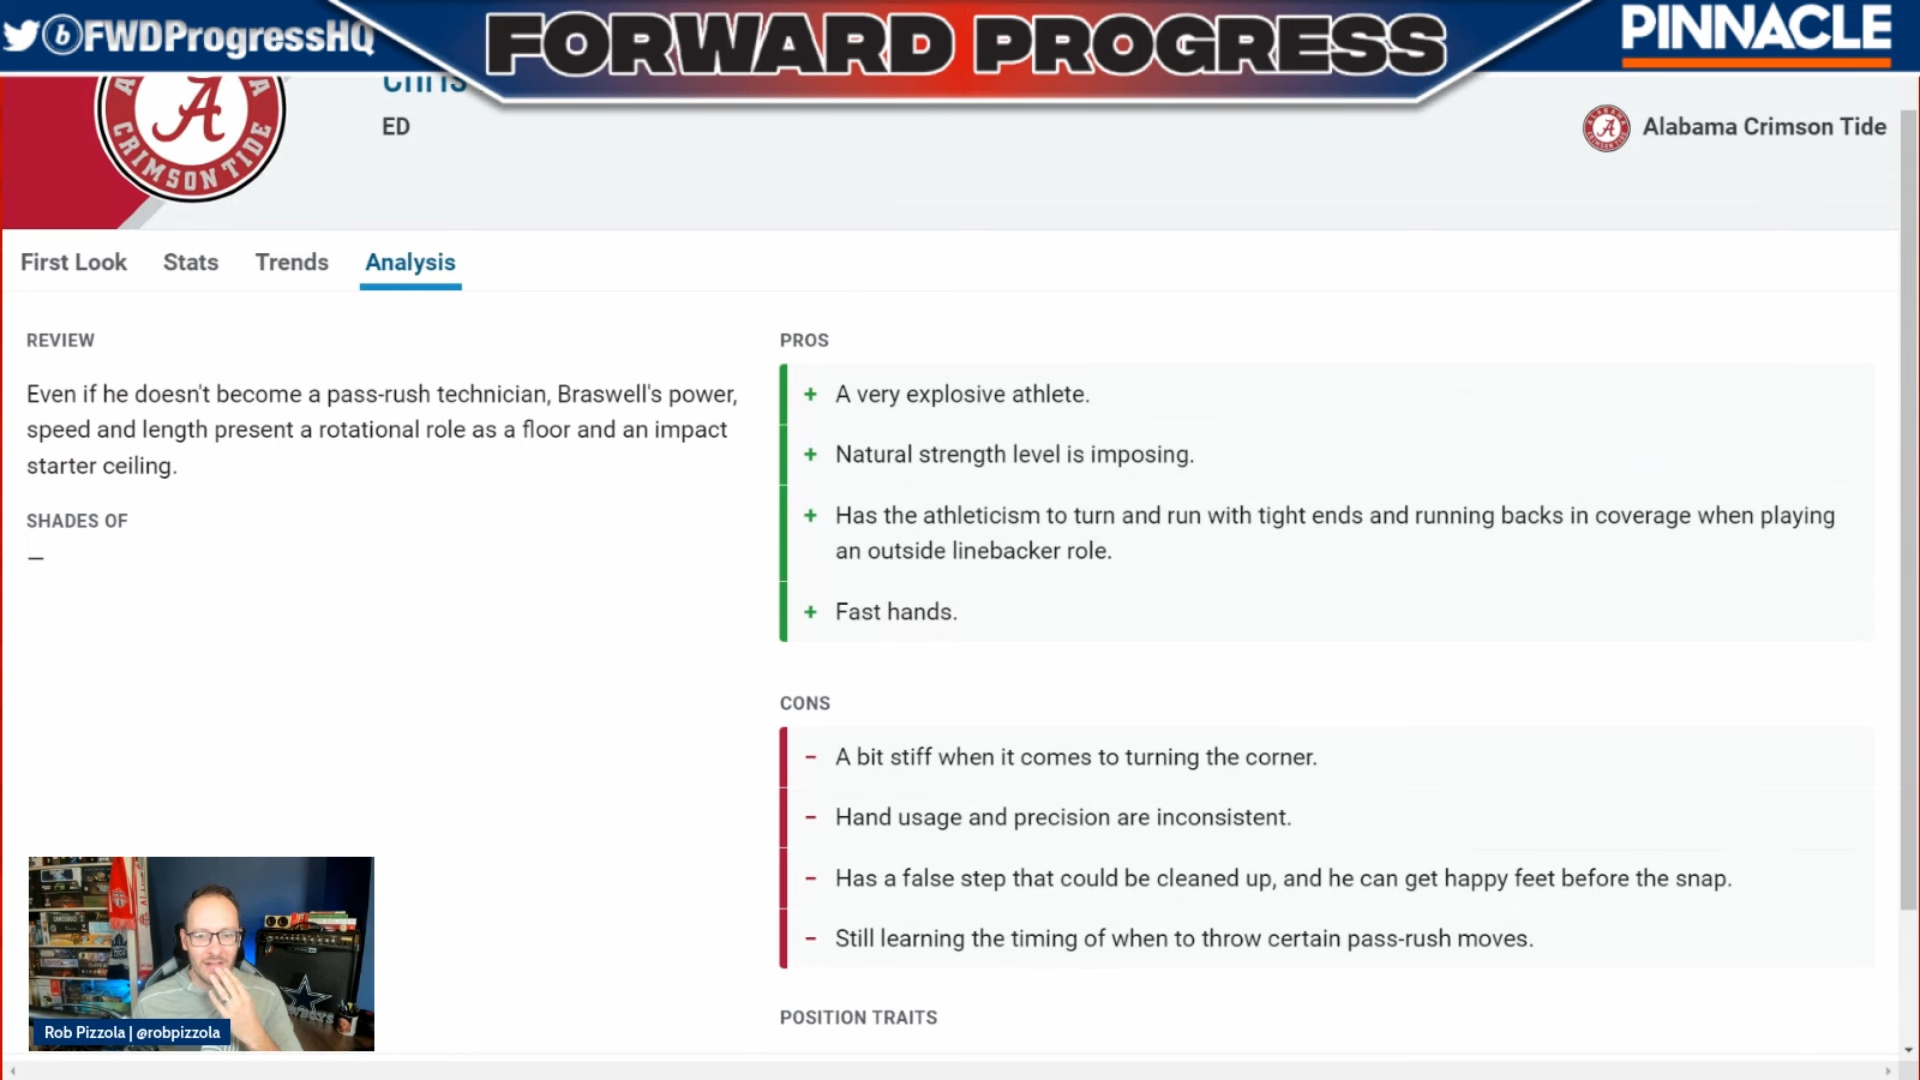 FWDProgressHQ
FORWARD PROGRESS
PINNACLE
Chris
ED
A
CRIMSON TIDE
Alabama Crimson Tide
First Look Stats Trends Analysis
REVIEW
Even if he doesn't become a pass-rush technician, Braswell's power,
speed and length present a rotational role as a floor and an impact
starter ceiling.
SHADES OF
—
PROS
+ A very explosive athlete.
+ Natural strength level is imposing.
+ Has the athleticism to turn and run with tight ends and running backs in coverage when playing
an outside linebacker role.
+ Fast hands.
CONS
- A bit stiff when it comes to turning the corner.
- Hand usage and precision are inconsistent.
- Has a false step that could be cleaned up, and he can get happy feet before the snap.
- Still learning the timing of when to throw certain pass-rush moves.
POSITION TRAITS
Rob Pizzola | @robpizzola